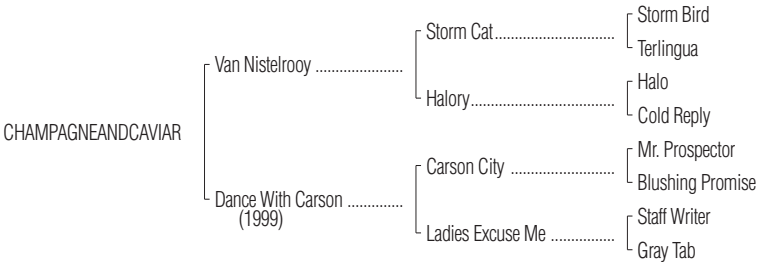 Storm Bird
Storm Cat......................
Terlingua
Van Nistelrooy ......................
Halo
Halory......................
Cold Reply
CHAMPAGNEANDCAVIAR
Mr. Prospector
Carson City ......................
Blushing Promise
Dance With Carson ..............
(1999)
Staff Writer
Ladies Excuse Me ................
Gray Tab